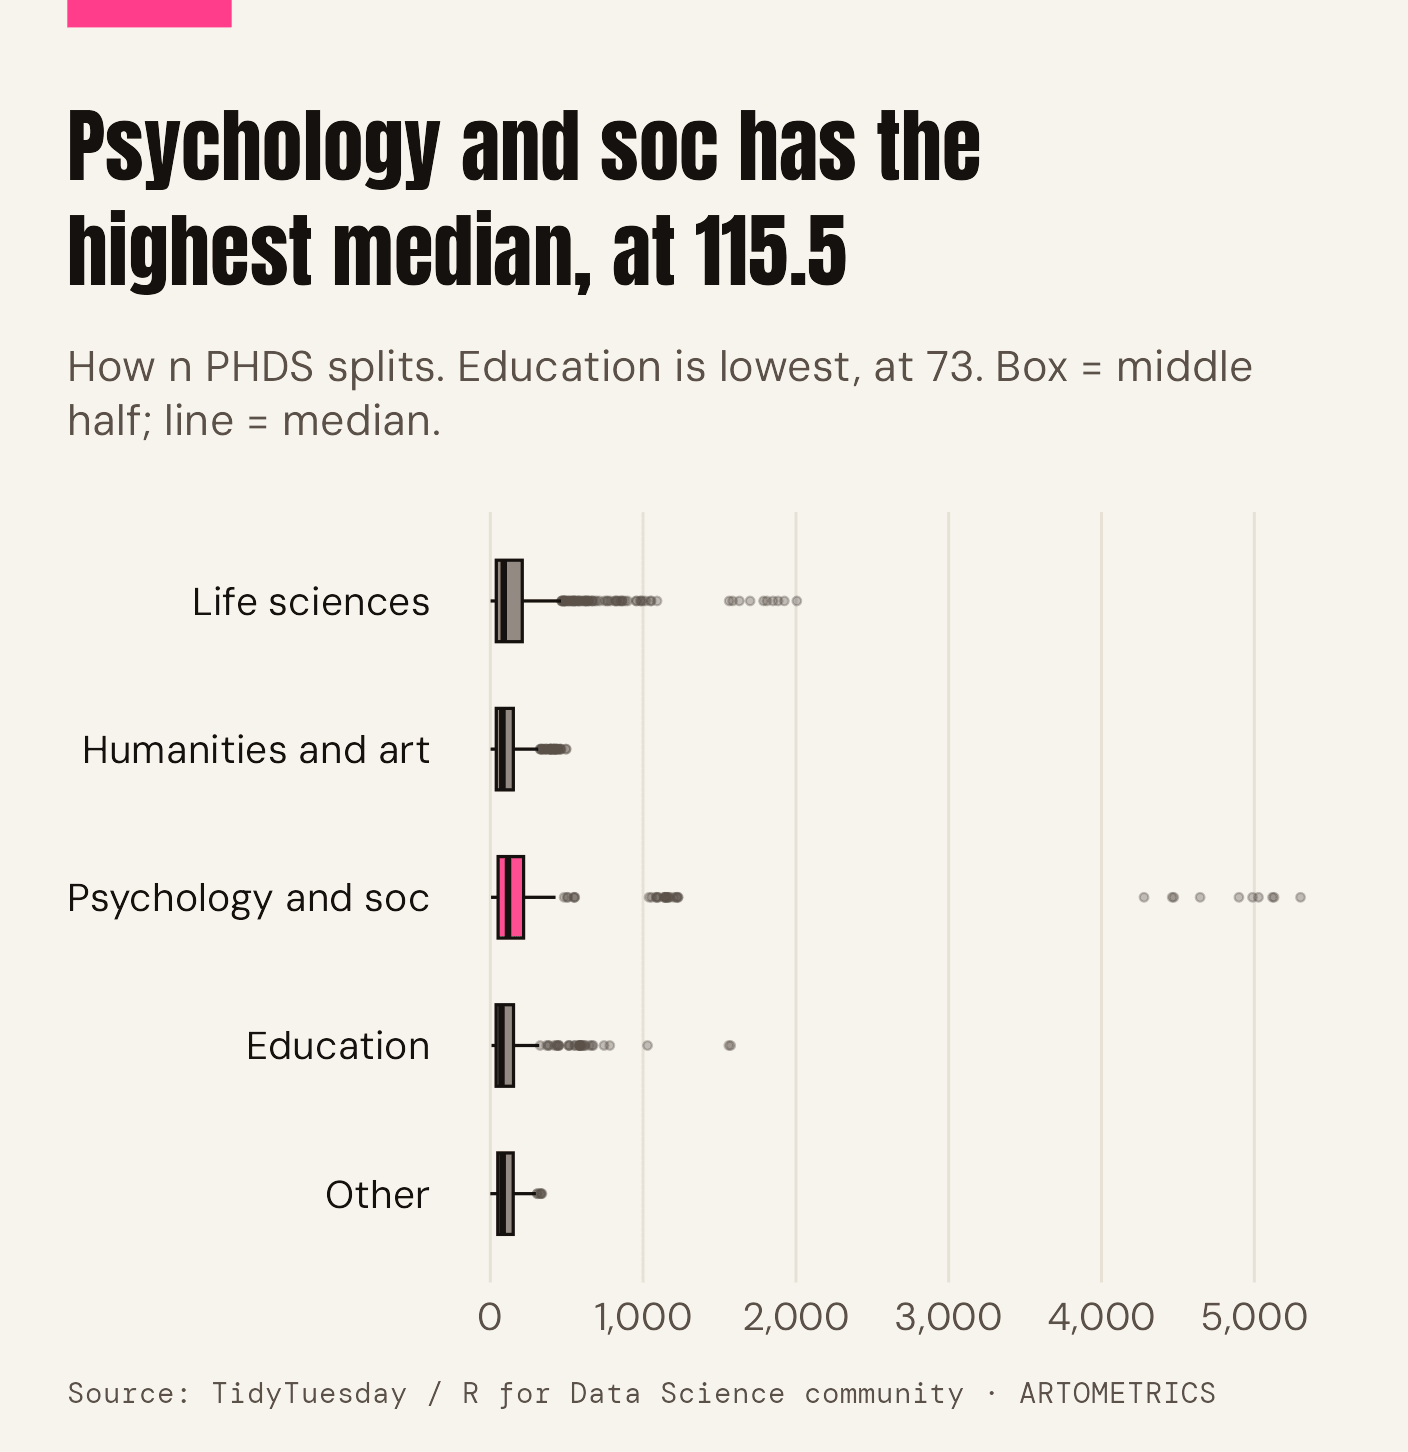 Psychology and soc has the
highest median, at 115.5
How n PHDS splits. Education is lowest, at 73. Box = middle
half; line = median.
Life sciences
Humanities and art
Psychology and soc
Education
Other
0 1,000 2,000 3,000 4,000 5,000
Source: TidyTuesday / R for Data Science community · ARTOMETRICS